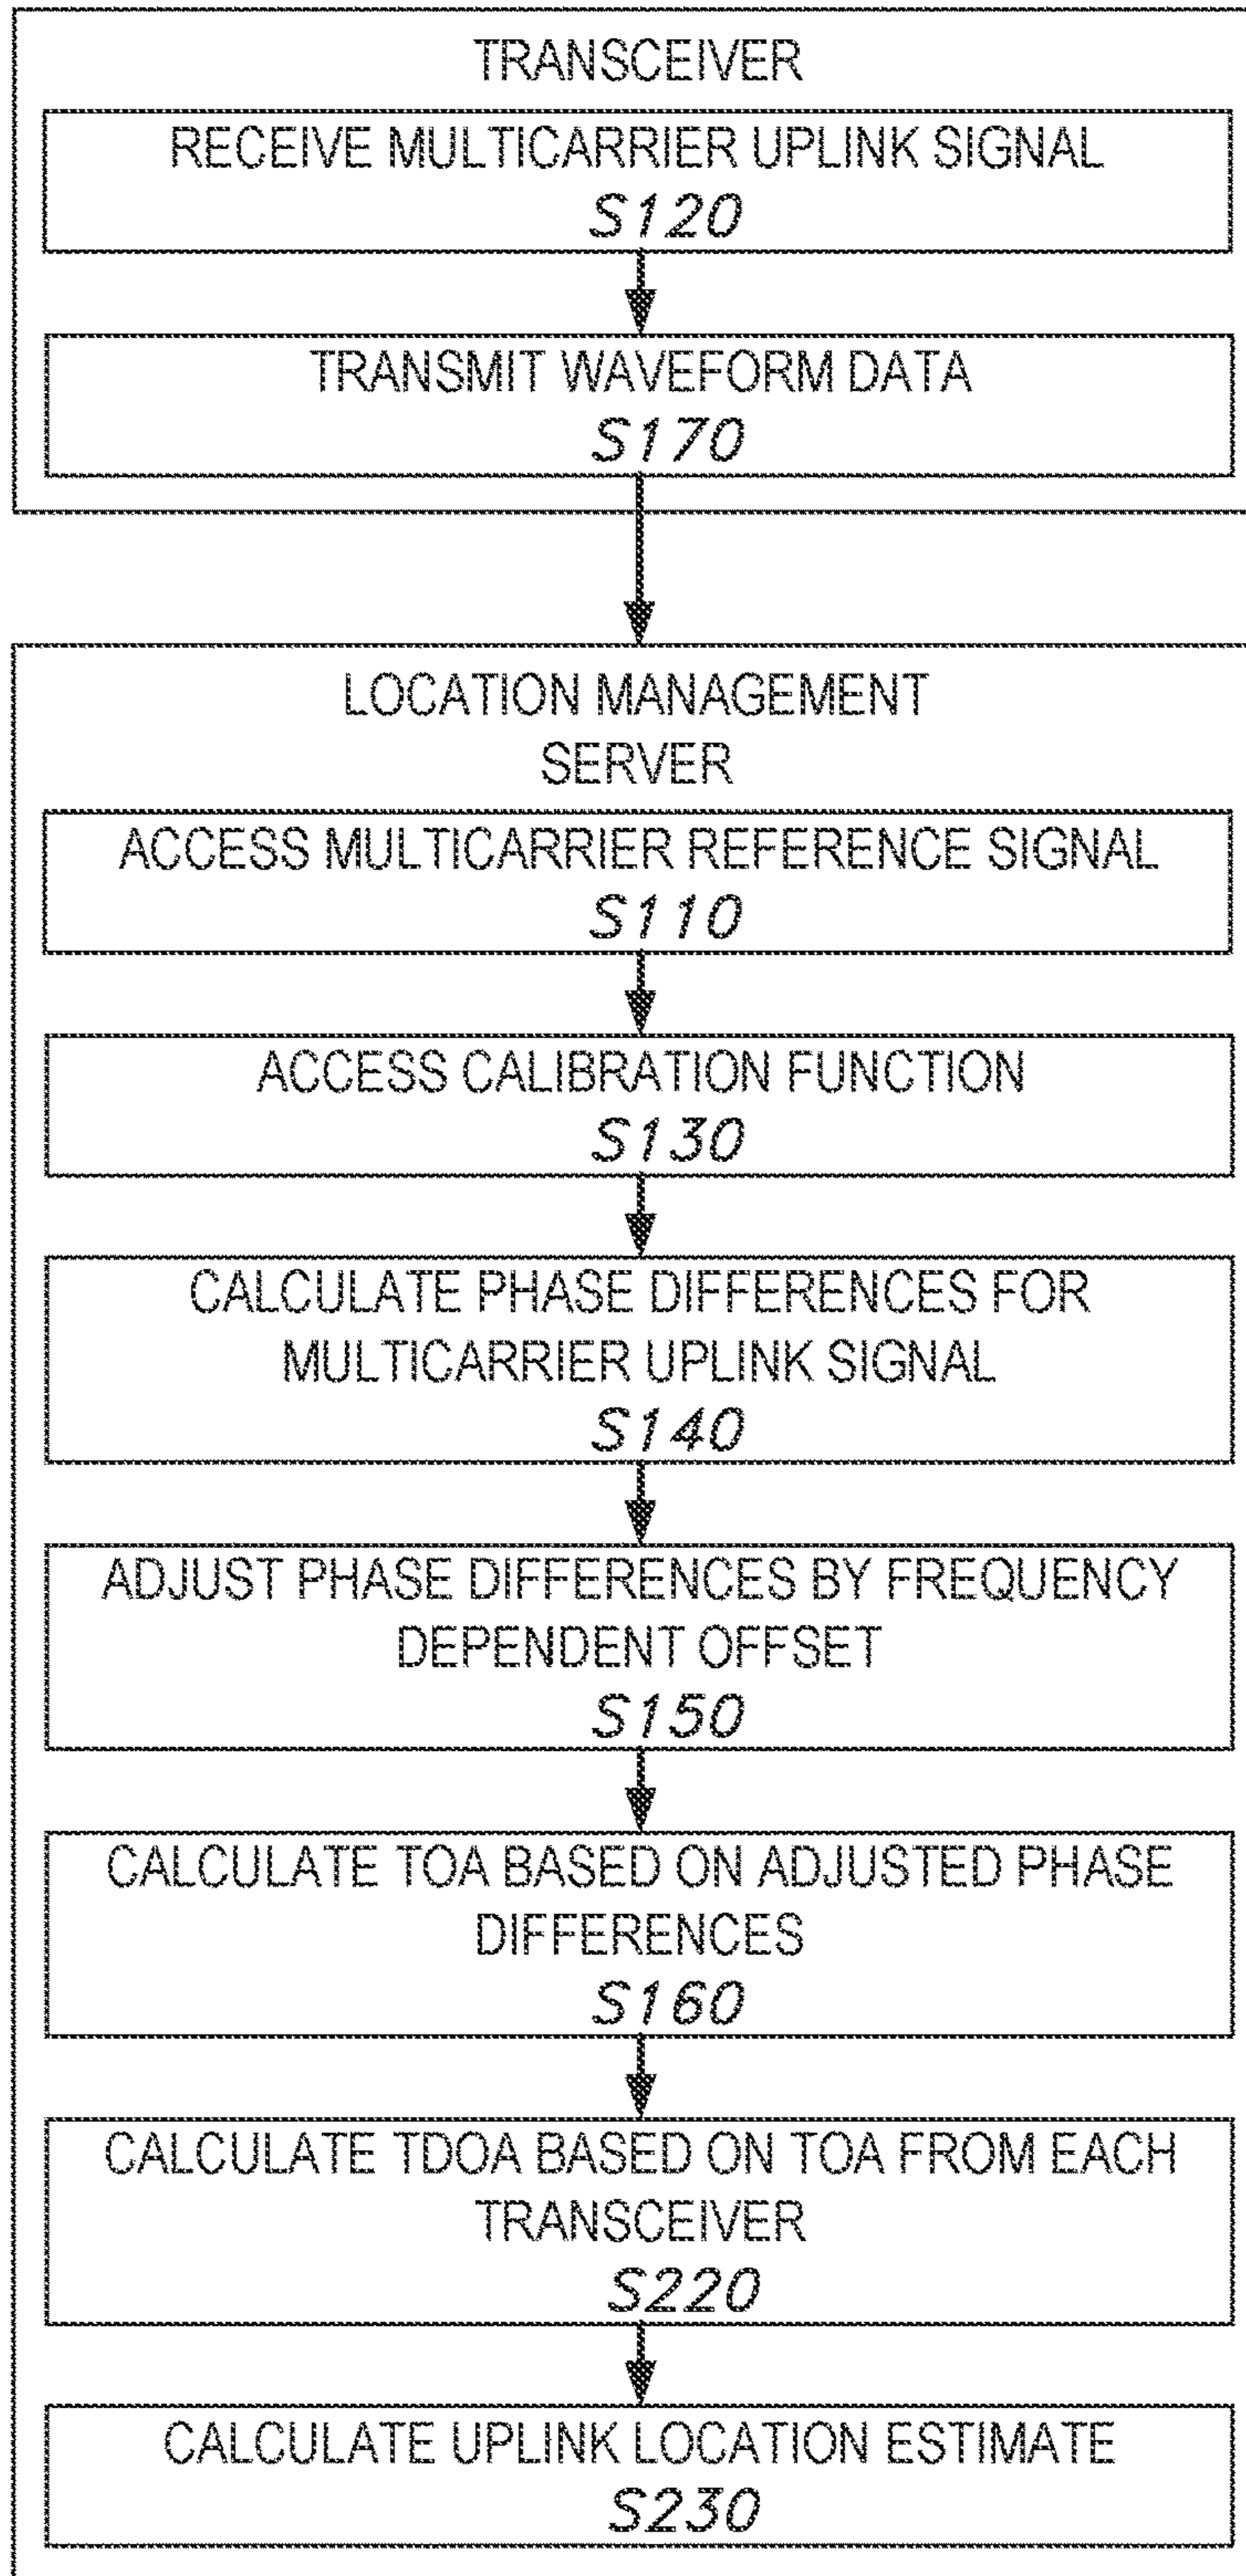 TRANSCEIVER
RECEIVE MULTICARRIER UPLINK SIGNAL
S120
TRANSMIT WAVEFORM DATA
S170
LOCATION MANAGEMENT
SERVER
ACCESS MULTICARRIER REFERENCE SIGNAL
S110
ACCESS CALIBRATION FUNCTION
S130
CALCULATE PHASE DIFFERENCES FOR
MULTICARRIER UPLINK SIGNAL
S140
ADJUST PHASE DIFFERENCES BY FREQUENCY
DEPENDENT OFFSET
S150
CALCULATE TOA BASED ON ADJUSTED PHASE
DIFFERENCES
S160
CALCULATE TDOA BASED ON TOA FROM EACH
TRANSCEIVER
S220
CALCULATE UPLINK LOCATION ESTIMATE
S230